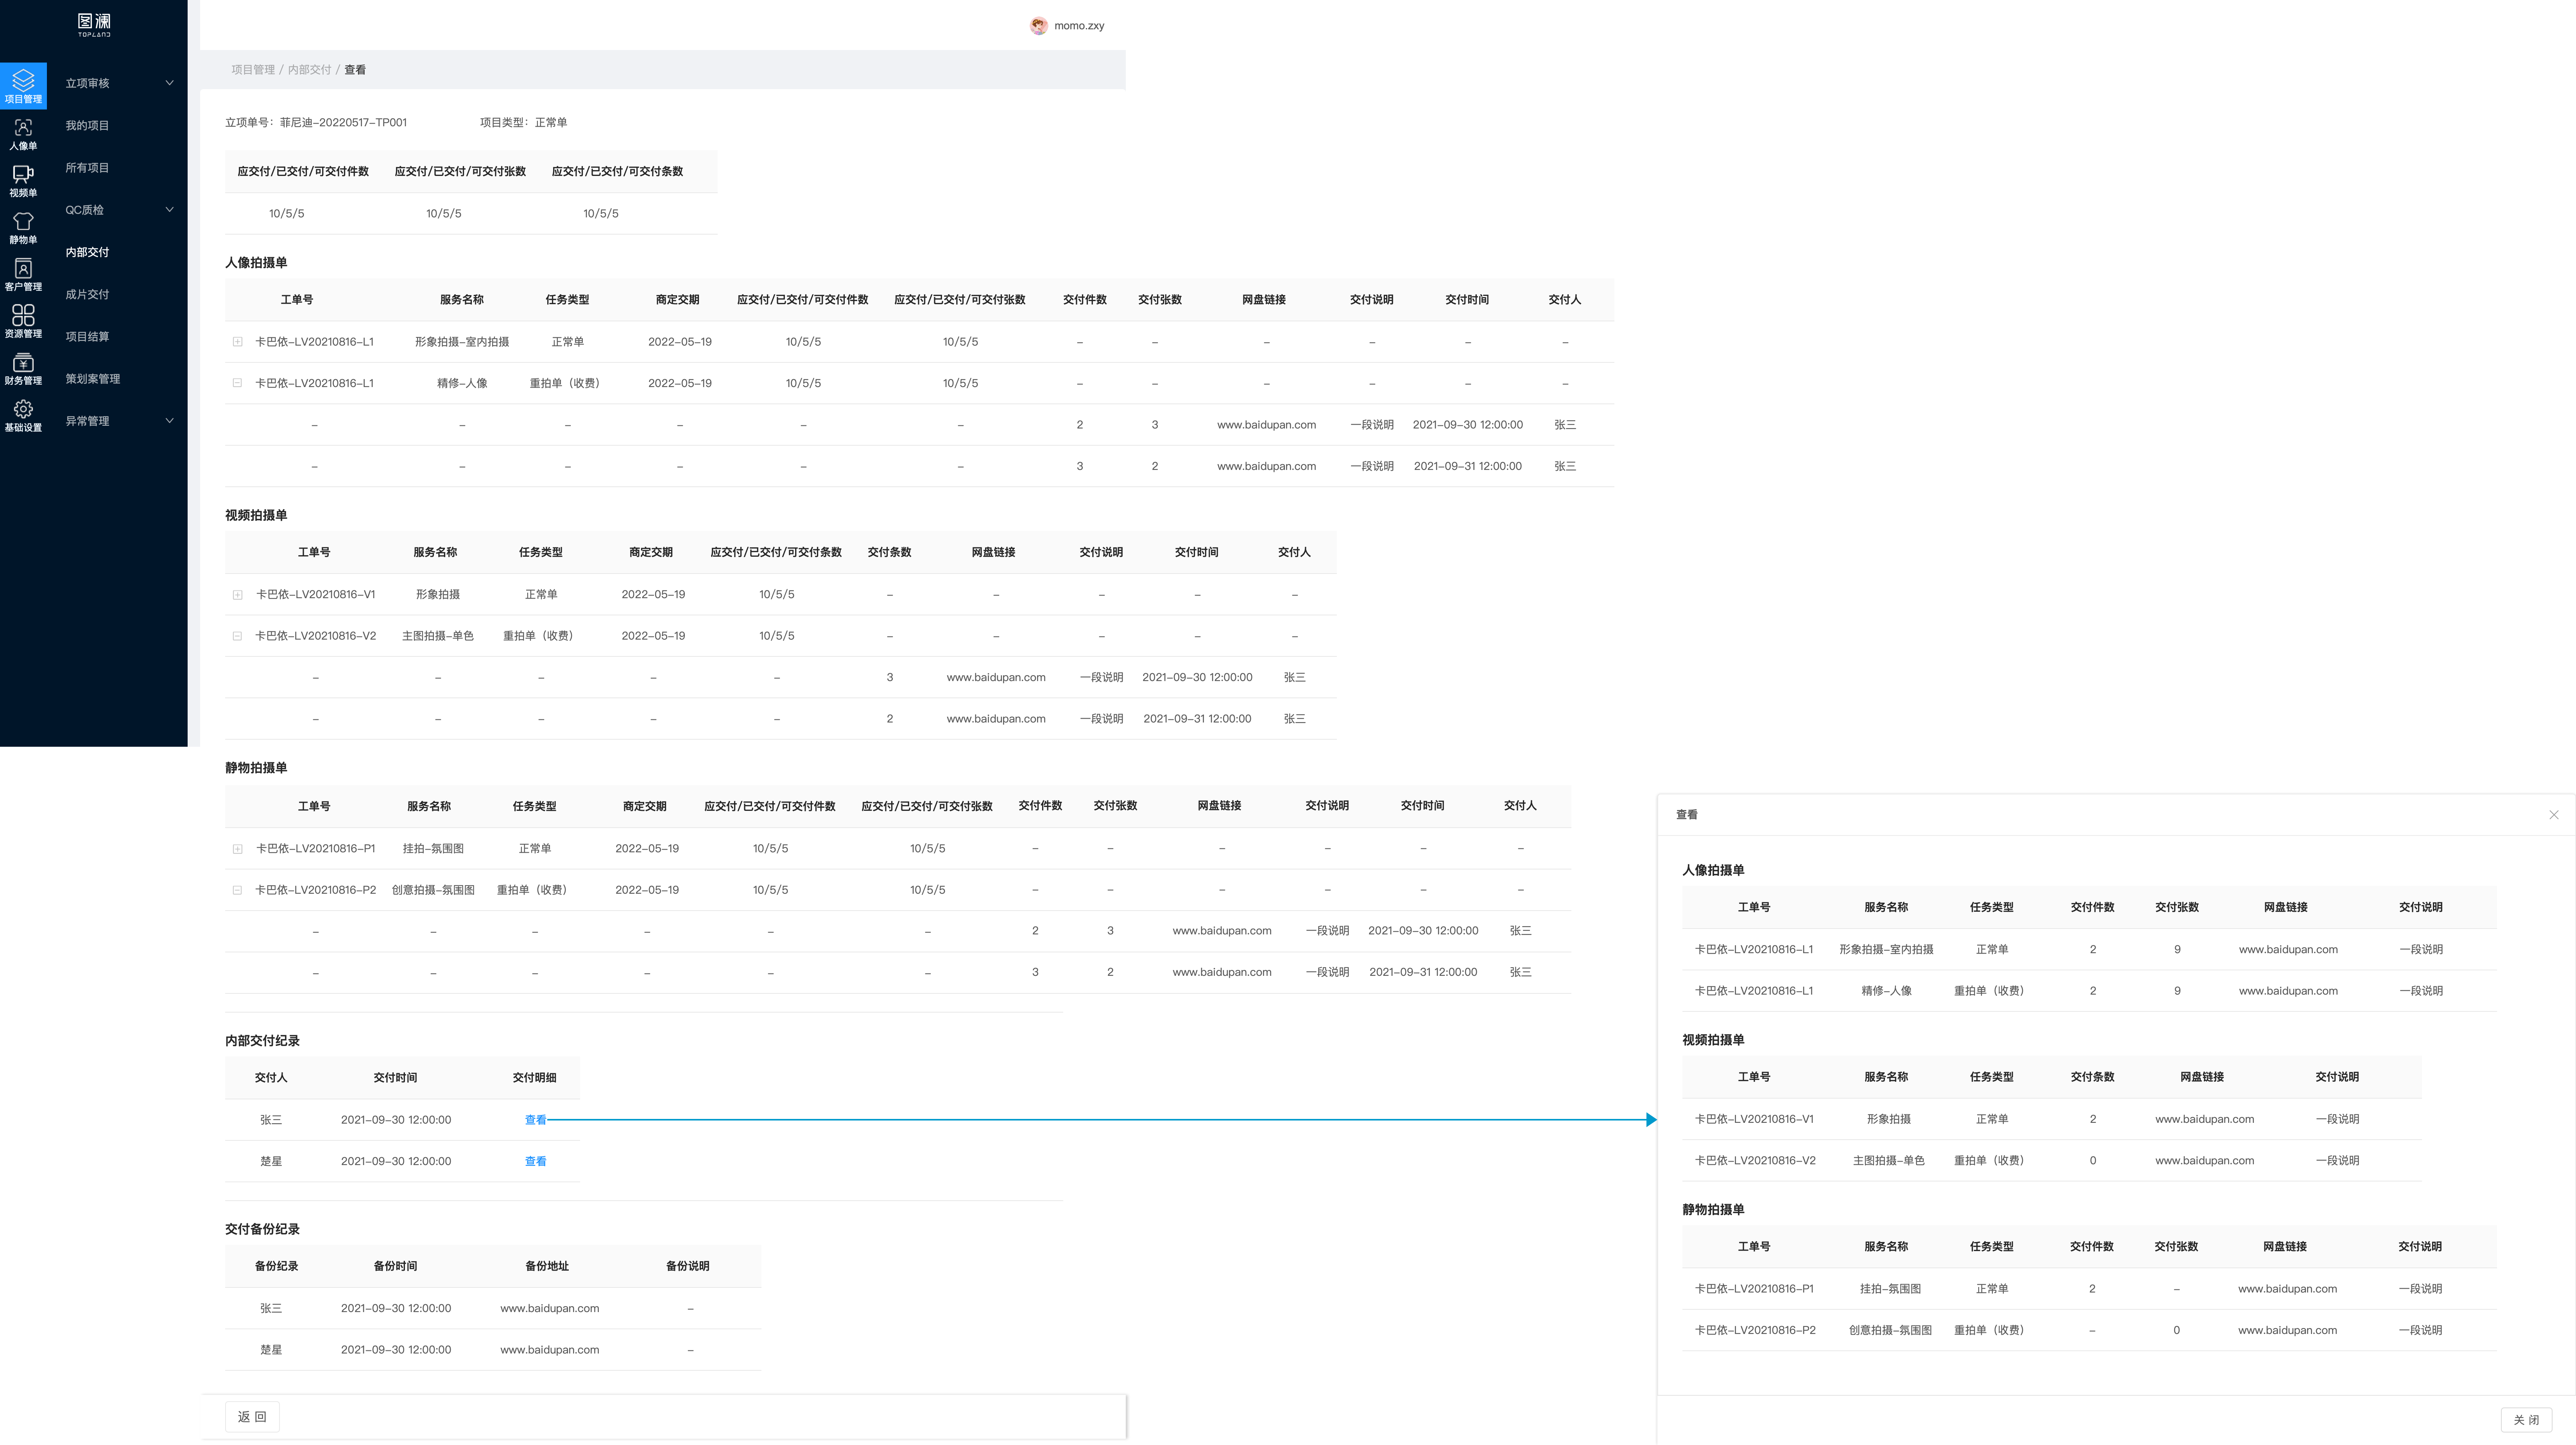 图澜
TOPLAND
momo.zxy
项目管理
人像单
视频单
静物单
客户管理
资源管理
财务管理
基础设置
立项审核
我的项目
所有项目
QC质检
内部交付
成片交付
项目结算
策划案管理
异常管理
项目管理 / 内部交付 / 查看
立项单号：菲尼迪-20220517-TP001 项目类型：正常单
应交付/已交付/可交付件数 应交付/已交付/可交付张数 应交付/已交付/可交付条数
10/5/5 10/5/5 10/5/5
人像拍摄单
工单号 服务名称 任务类型 商定交期 应交付/已交付/可交付件数 应交付/已交付/可交付张数 交付件数 交付张数 网盘链接 交付说明 交付时间 交付人
卡巴依-LV20210816-L1 形象拍摄-室内拍摄 正常单 2022-05-19 10/5/5 10/5/5 - - - - - -
卡巴依-LV20210816-L1 精修-人像 重拍单（收费） 2022-05-19 10/5/5 10/5/5 - - - - - -
- - - - - - 2 3 www.baidupan.com 一段说明 2021-09-30 12:00:00 张三
- - - - - - 3 2 www.baidupan.com 一段说明 2021-09-31 12:00:00 张三
视频拍摄单
工单号 服务名称 任务类型 商定交期 应交付/已交付/可交付条数 交付条数 网盘链接 交付说明 交付时间 交付人
卡巴依-LV20210816-V1 形象拍摄 正常单 2022-05-19 10/5/5 - - - - -
卡巴依-LV20210816-V2 主图拍摄-单色 重拍单（收费） 2022-05-19 10/5/5 - - - - -
- - - - - 3 www.baidupan.com 一段说明 2021-09-30 12:00:00 张三
- - - - - 2 www.baidupan.com 一段说明 2021-09-31 12:00:00 张三
静物拍摄单
工单号 服务名称 任务类型 商定交期 应交付/已交付/可交付件数 应交付/已交付/可交付张数 交付件数 交付张数 网盘链接 交付说明 交付时间 交付人
卡巴依-LV20210816-P1 挂拍-氛围图 正常单 2022-05-19 10/5/5 10/5/5 - - - - - -
卡巴依-LV20210816-P2 创意拍摄-氛围图 重拍单（收费） 2022-05-19 10/5/5 10/5/5 - - - - - -
- - - - - - 2 3 www.baidupan.com 一段说明 2021-09-30 12:00:00 张三
- - - - - - 3 2 www.baidupan.com 一段说明 2021-09-31 12:00:00 张三
内部交付纪录
交付人 交付时间 交付明细
张三 2021-09-30 12:00:00 查看
楚星 2021-09-30 12:00:00 查看
交付备份纪录
备份纪录 备份时间 备份地址 备份说明
张三 2021-09-30 12:00:00 www.baidupan.com -
楚星 2021-09-30 12:00:00 www.baidupan.com -
返 回
查看
人像拍摄单
工单号 服务名称 任务类型 交付件数 交付张数 网盘链接 交付说明
卡巴依-LV20210816-L1 形象拍摄-室内拍摄 正常单 2 9 www.baidupan.com 一段说明
卡巴依-LV20210816-L1 精修-人像 重拍单（收费） 2 9 www.baidupan.com 一段说明
视频拍摄单
工单号 服务名称 任务类型 交付条数 网盘链接 交付说明
卡巴依-LV20210816-V1 形象拍摄 正常单 2 www.baidupan.com 一段说明
卡巴依-LV20210816-V2 主图拍摄-单色 重拍单（收费） 0 www.baidupan.com 一段说明
静物拍摄单
工单号 服务名称 任务类型 交付件数 交付张数 网盘链接 交付说明
卡巴依-LV20210816-P1 挂拍-氛围图 正常单 2 - www.baidupan.com 一段说明
卡巴依-LV20210816-P2 创意拍摄-氛围图 重拍单（收费） - 0 www.baidupan.com 一段说明
关 闭